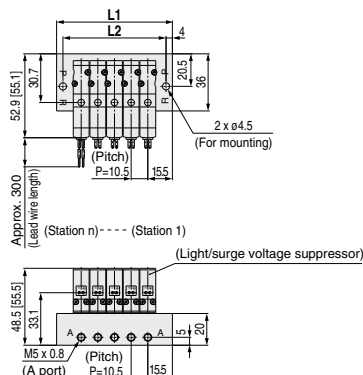 L1
L2
4
30.7
52.9 [55.1]
P
R
P
R
20.5
36
2 x ø4.5
(For mounting)
(Pitch)
P=10.5
15.5
Approx. 300
(Lead wire length)
(Station n)---- (Station 1)
(Light/surge voltage suppressor)
48.5 [55.5]
33.1
A
A
5
20
M5 x 0.8
(A port)
(Pitch)
P=10.5
15.5